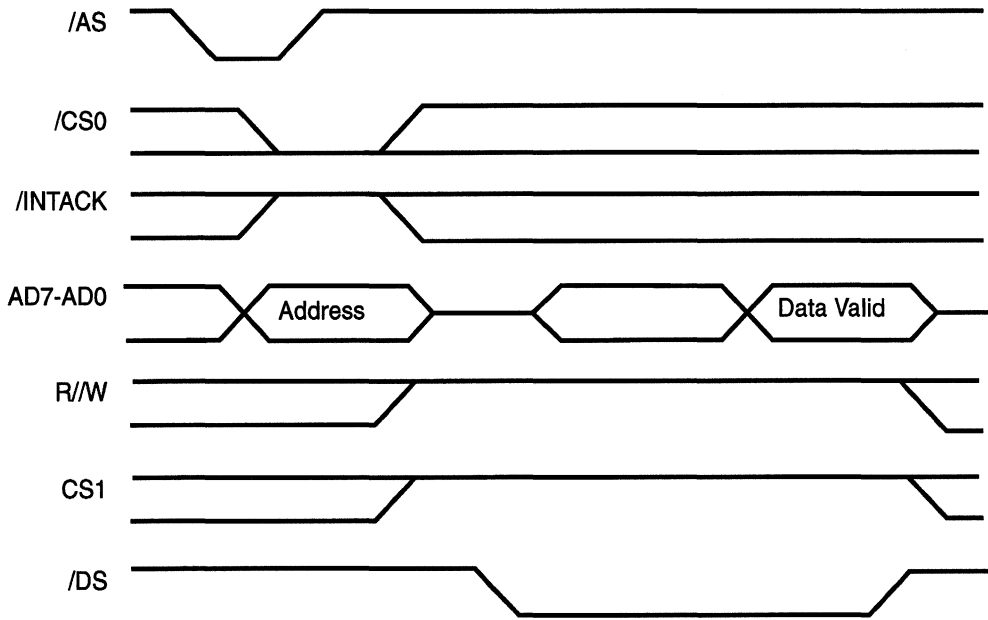 /AS
/CS0
/INTACK
AD7-AD0
Address
Data Valid
R//W
CS1
/DS